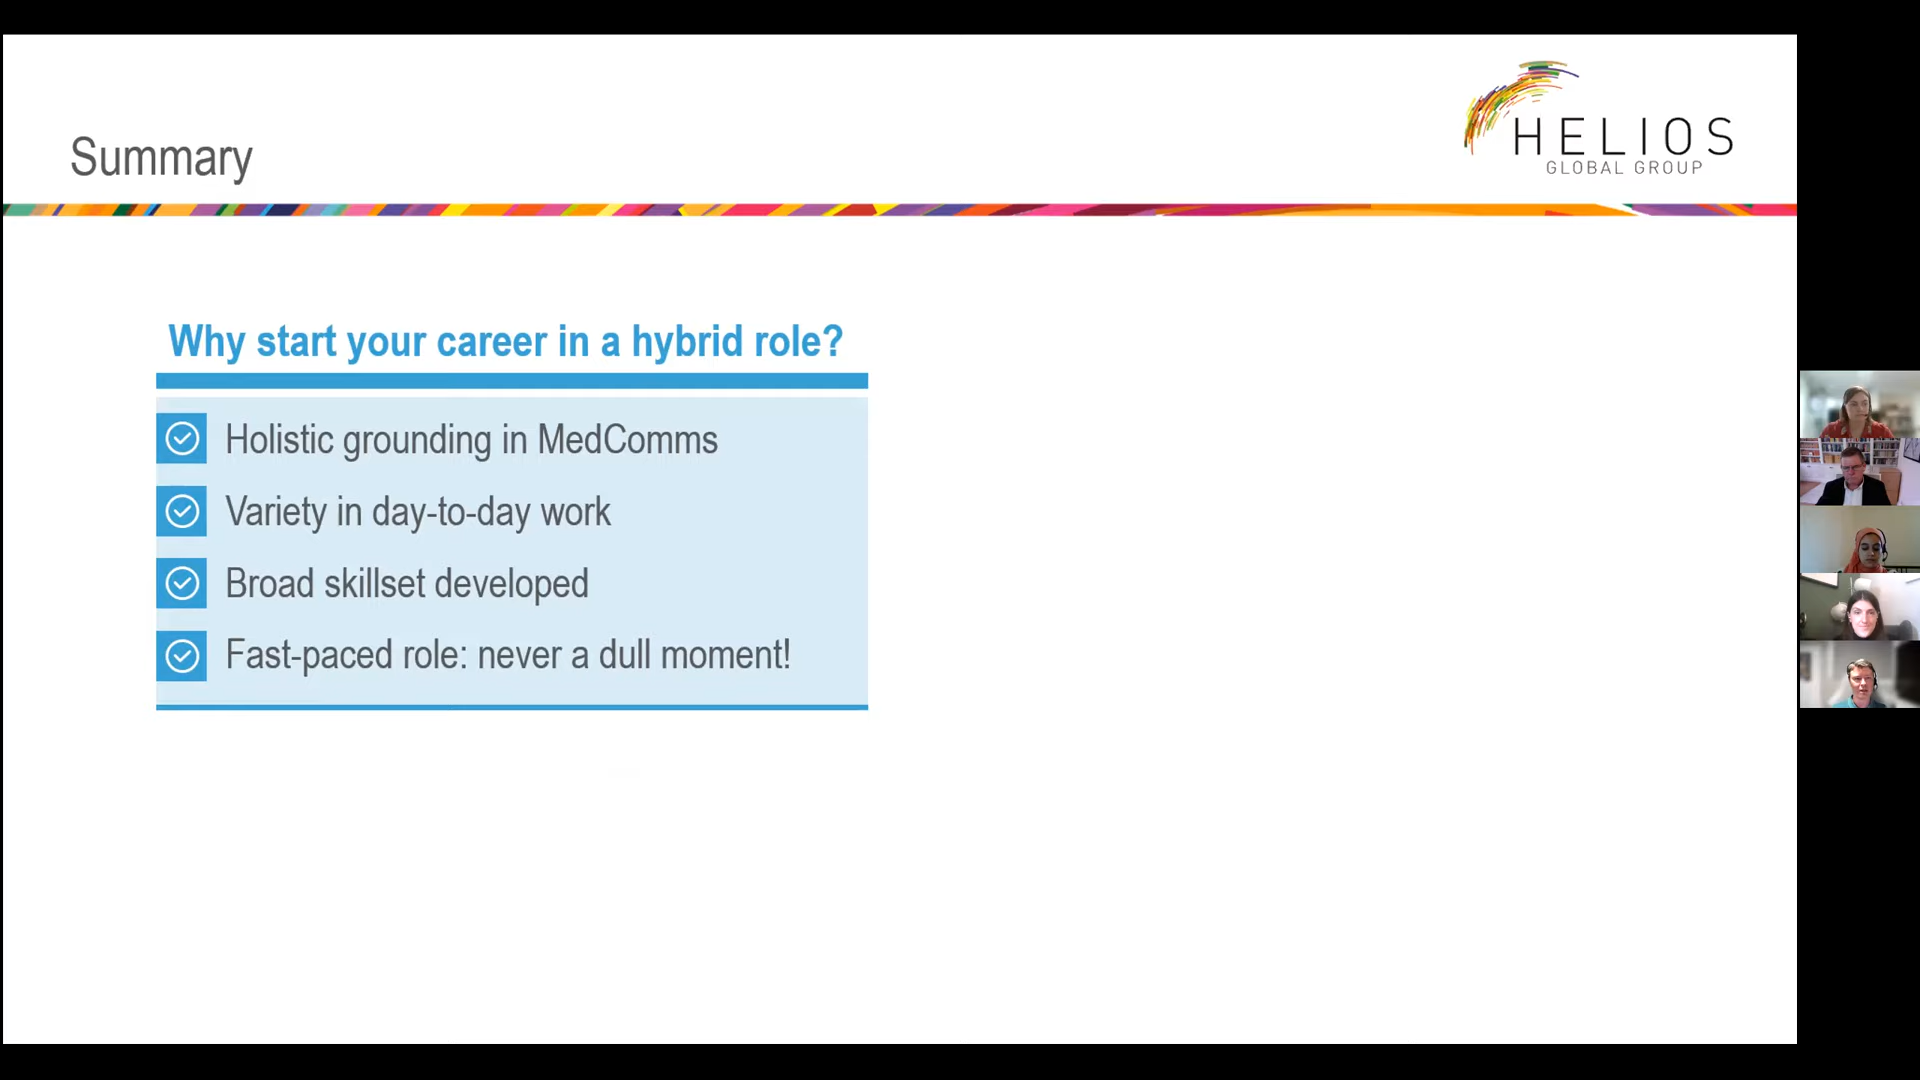 Summary
HELIOS
GLOBAL GROUP
Why start your career in a hybrid role?
Holistic grounding in MedComms
Variety in day-to-day work
Broad skillset developed
Fast-paced role: never a dull moment!